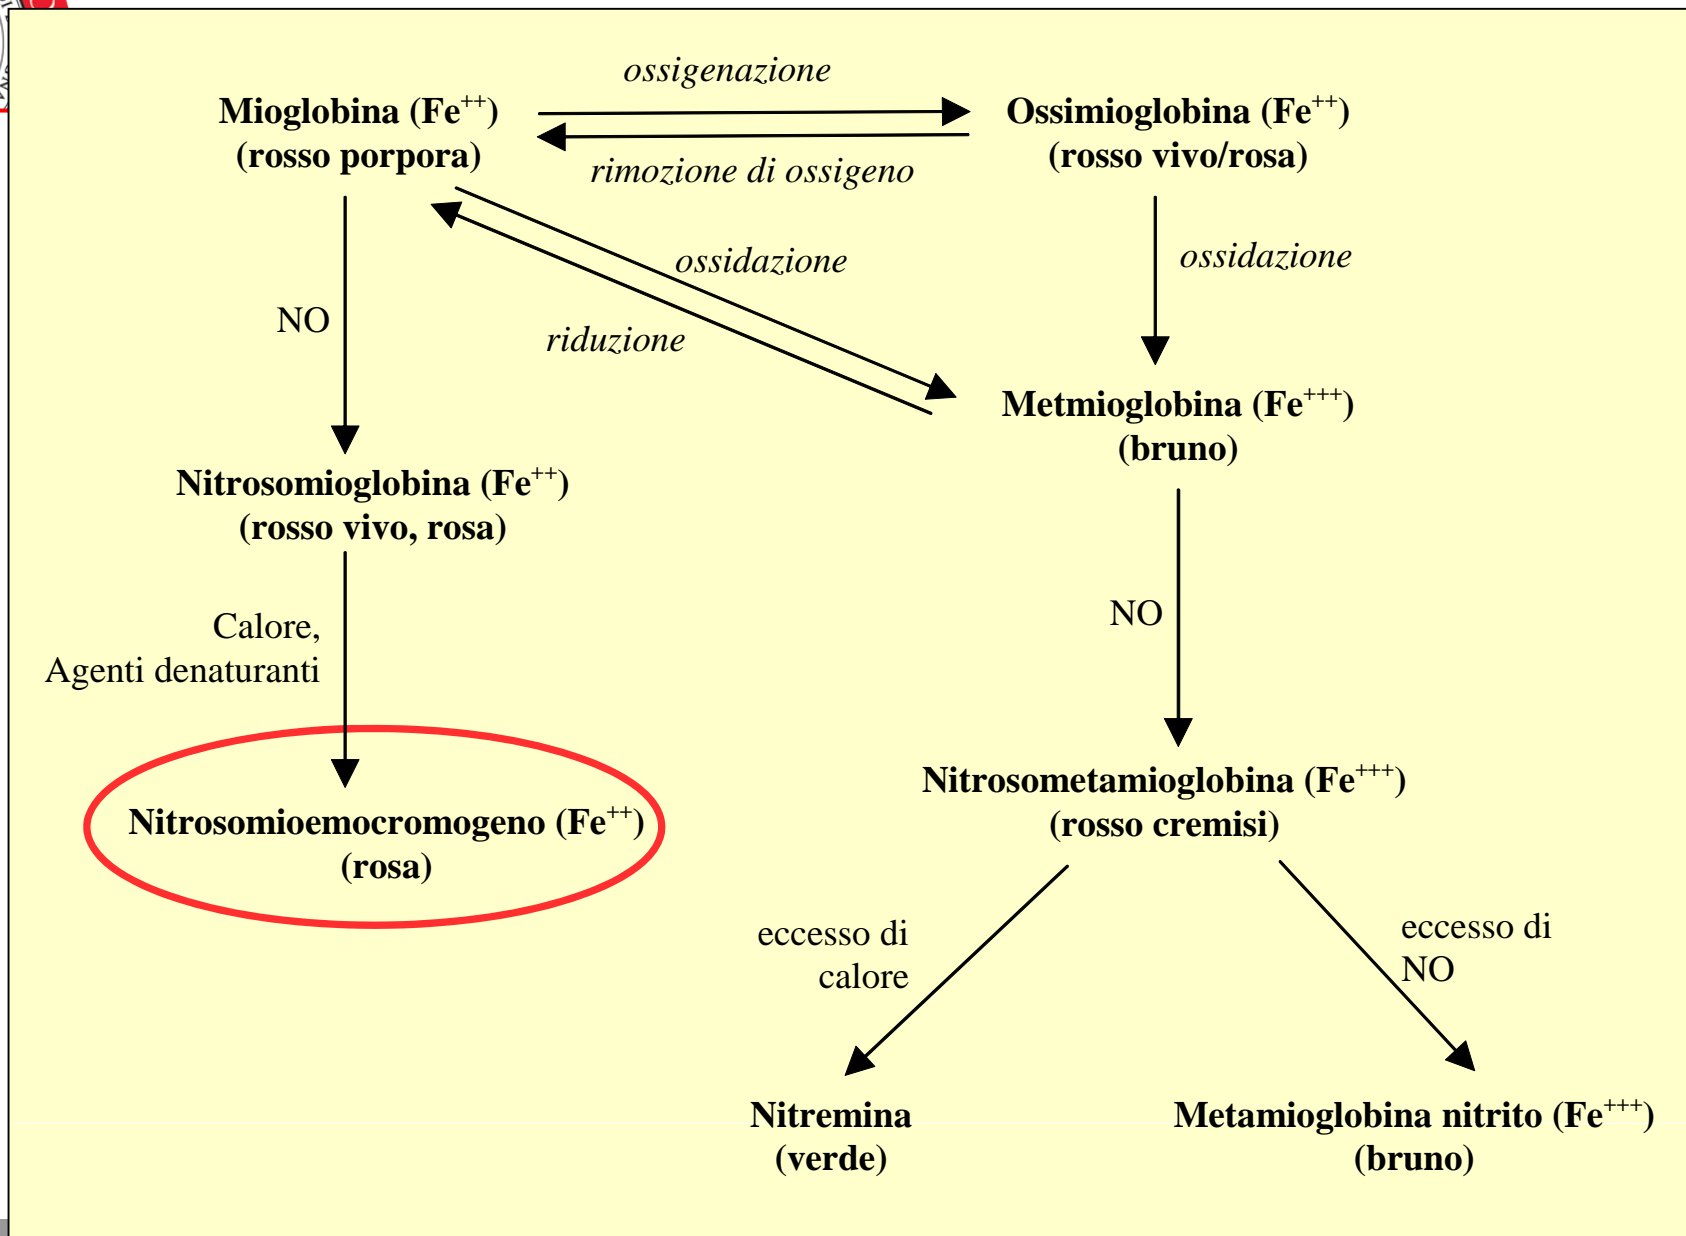 ossigenazione
Mioglobina (Fe++)
(rosso porpora)
Ossimioglobina (Fe++)
(rosso vivo/rosa)
rimozione di ossigeno
ossidazione
ossidazione
NO
riduzione
Metmioglobina (Fe+++)
(bruno)
Nitrosomioglobina (Fe++)
(rosso vivo, rosa)
Calore,
Agenti denaturanti
NO
Nitrosomioemocromogeno (Fe++)
(rosa)
Nitrosometamioglobina (Fe+++)
(rosso cremisi)
eccesso di
calore
eccesso di
NO
Nitremina
(verde)
Metamioglobina nitrito (Fe+++)
(bruno)